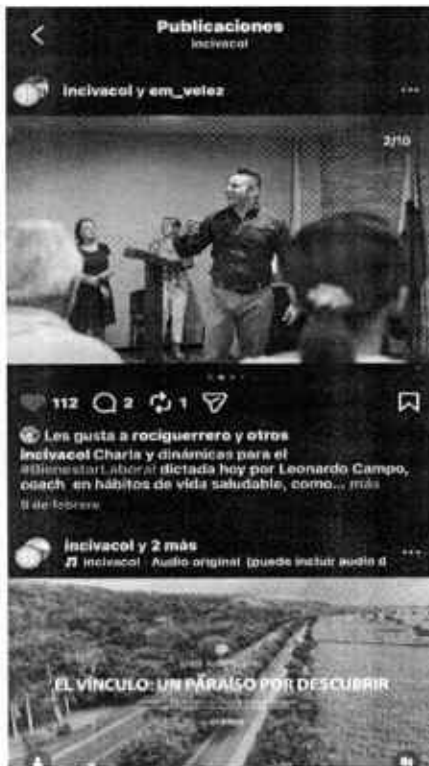 Publicaciones
incivacol
incivacol y em_velez
2/10
112 2 1
Les gusta a rociguerrero y otros
incivacol Charla y dinámicas para el
#BienestarLaboral dictada hoy por Leonardo Campo,
coach en hábitos de vida saludable, como... más
9 de febrero
incivacol y 2 más
incivacol · Audio original (puede incluir audio d
EL VÍNCULO: UN PARAÍSO POR DESCUBRIR